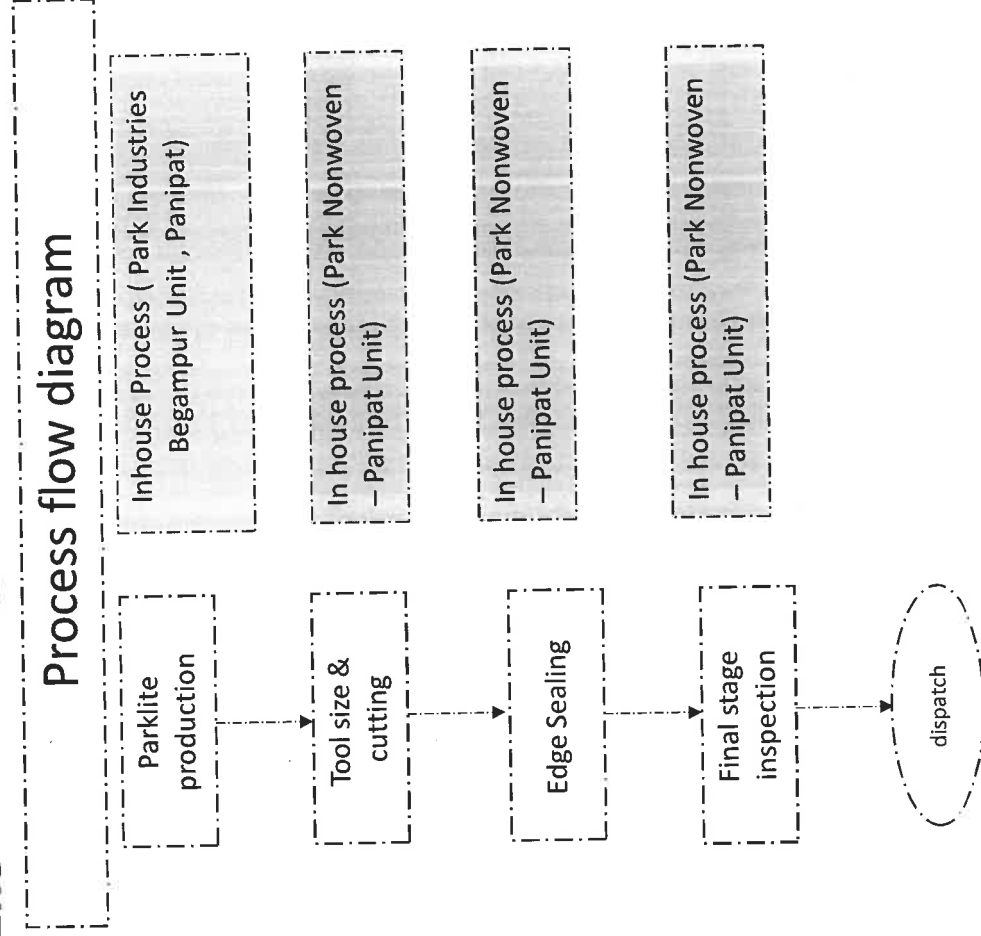 Process flow diagram
Parklite
production
Inhouse Process ( Park Industries
Begampur Unit , Panipat)
Tool size &
cutting
In house process (Park Nonwoven
– Panipat Unit)
Edge Sealing
In house process (Park Nonwoven
– Panipat Unit)
Final stage
inspection
In house process (Park Nonwoven
– Panipat Unit)
dispatch